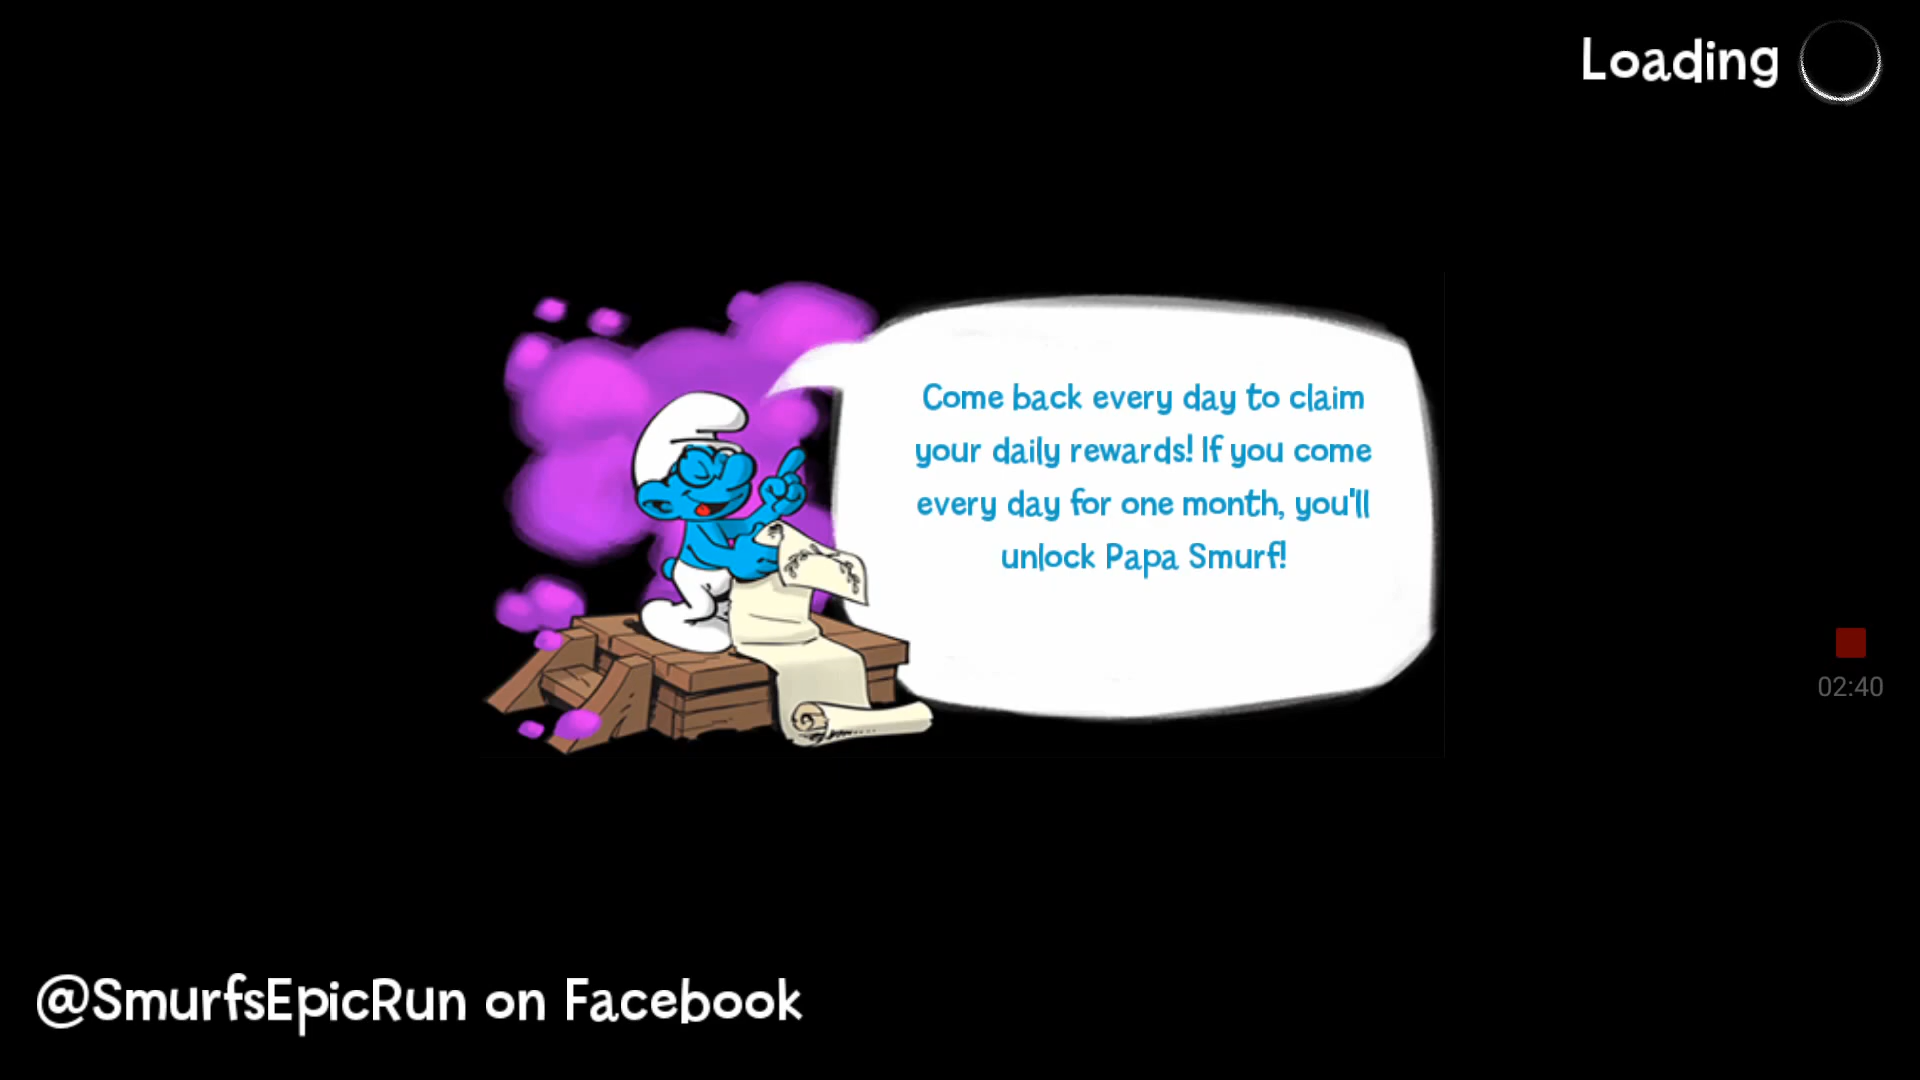 Loading
Come back every day to claim
your daily rewards! If you come
every day for one month, you'll
unlock Papa Smurf!
02:40
@SmurfsEpicRun on Facebook